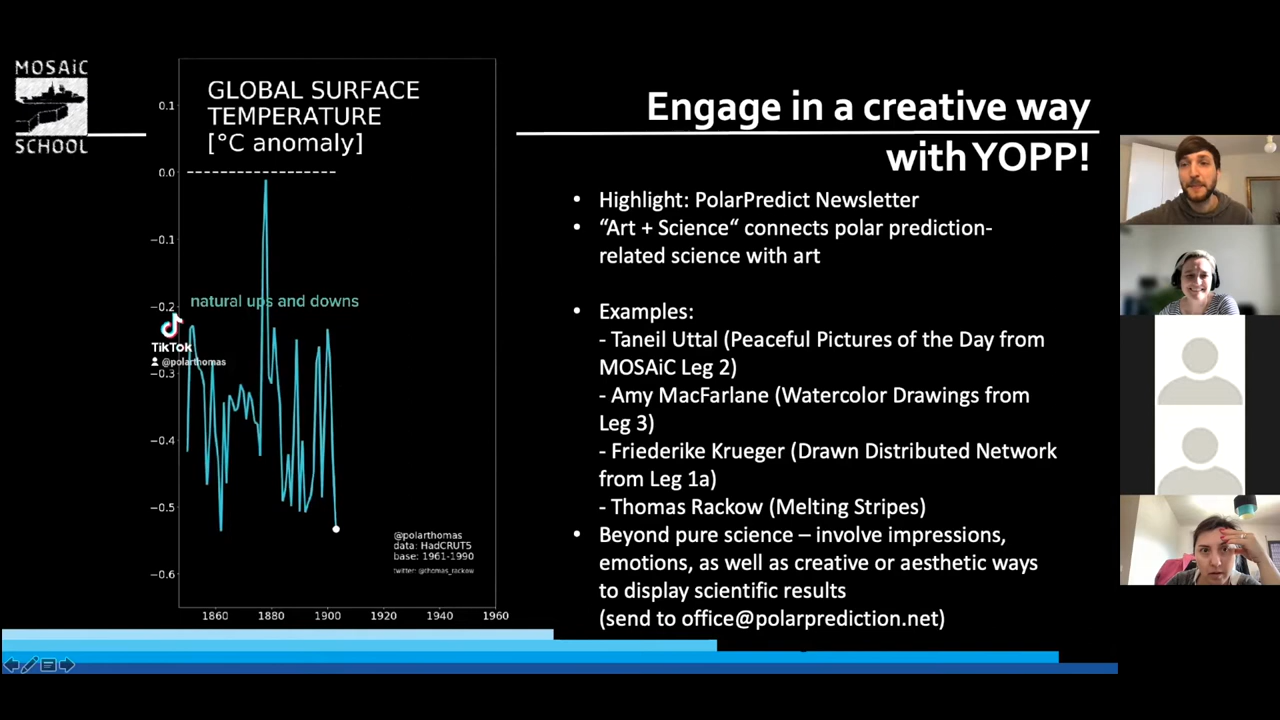 MOSAiC
SCHOOL
GLOBAL SURFACE
TEMPERATURE
[°C anomaly]
0.1
0.0
−0.1
−0.2
−0.3
−0.4
−0.5
−0.6
natural ups and downs
TikTok
@polarthomas
@polarthomas
data: HadCRUT5
base: 1961-1990
twitter: @thomas_rackow
1860 1880 1900 1920 1940 1960
Engage in a creative way
with YOPP!
• Highlight: PolarPredict Newsletter
• “Art + Science“ connects polar prediction-
related science with art
• Examples:
- Taneil Uttal (Peaceful Pictures of the Day from
MOSAiC Leg 2)
- Amy MacFarlane (Watercolor Drawings from
Leg 3)
- Friederike Krueger (Drawn Distributed Network
from Leg 1a)
- Thomas Rackow (Melting Stripes)
• Beyond pure science – involve impressions,
emotions, as well as creative or aesthetic ways
to display scientific results
(send to office@polarprediction.net)